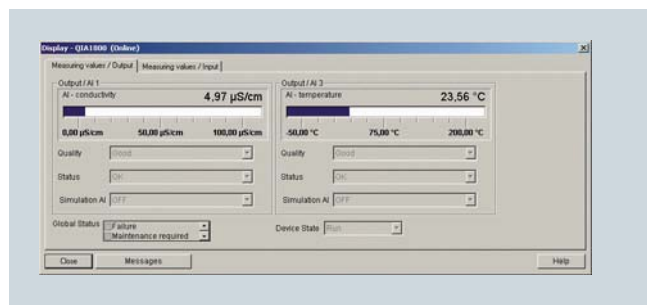 Display - QIA1800 (Online)
Measuring values / Output Measuring values / Input
Output / AI 1
AI - conductivity 4,97 µS/cm
0,00 µS/cm 50,00 µS/cm 100,00 µS/cm
Quality Good
Status OK
Simulation AI OFF
Output / AI 3
AI - temperature 23,56 °C
-50,00 °C 75,00 °C 200,00 °C
Quality Good
Status OK
Simulation AI OFF
Global Status Failure
Maintenance required
Device State Run
Close Messages Help